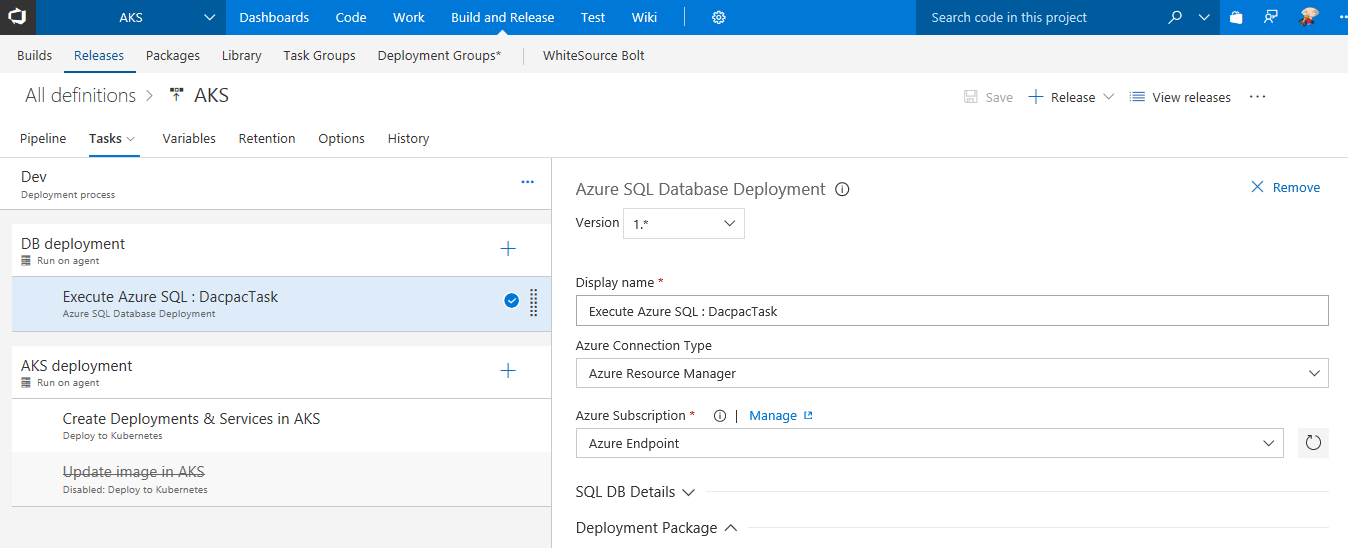 AKS Dashboards Code Work Build and Release Test Wiki Search code in this project
Builds Releases Packages Library Task Groups Deployment Groups* WhiteSource Bolt
All definitions > AKS Save + Release View releases ...
Pipeline Tasks Variables Retention Options History
Dev
Deployment process
DB deployment
Run on agent
Execute Azure SQL : DacpacTask
Azure SQL Database Deployment
AKS deployment
Run on agent
Create Deployments & Services in AKS
Deploy to Kubernetes
Update image in AKS
Disabled: Deploy to Kubernetes
Azure SQL Database Deployment Remove
Version 1.*
Display name *
Execute Azure SQL : DacpacTask
Azure Connection Type
Azure Resource Manager
Azure Subscription * | Manage
Azure Endpoint
SQL DB Details
Deployment Package